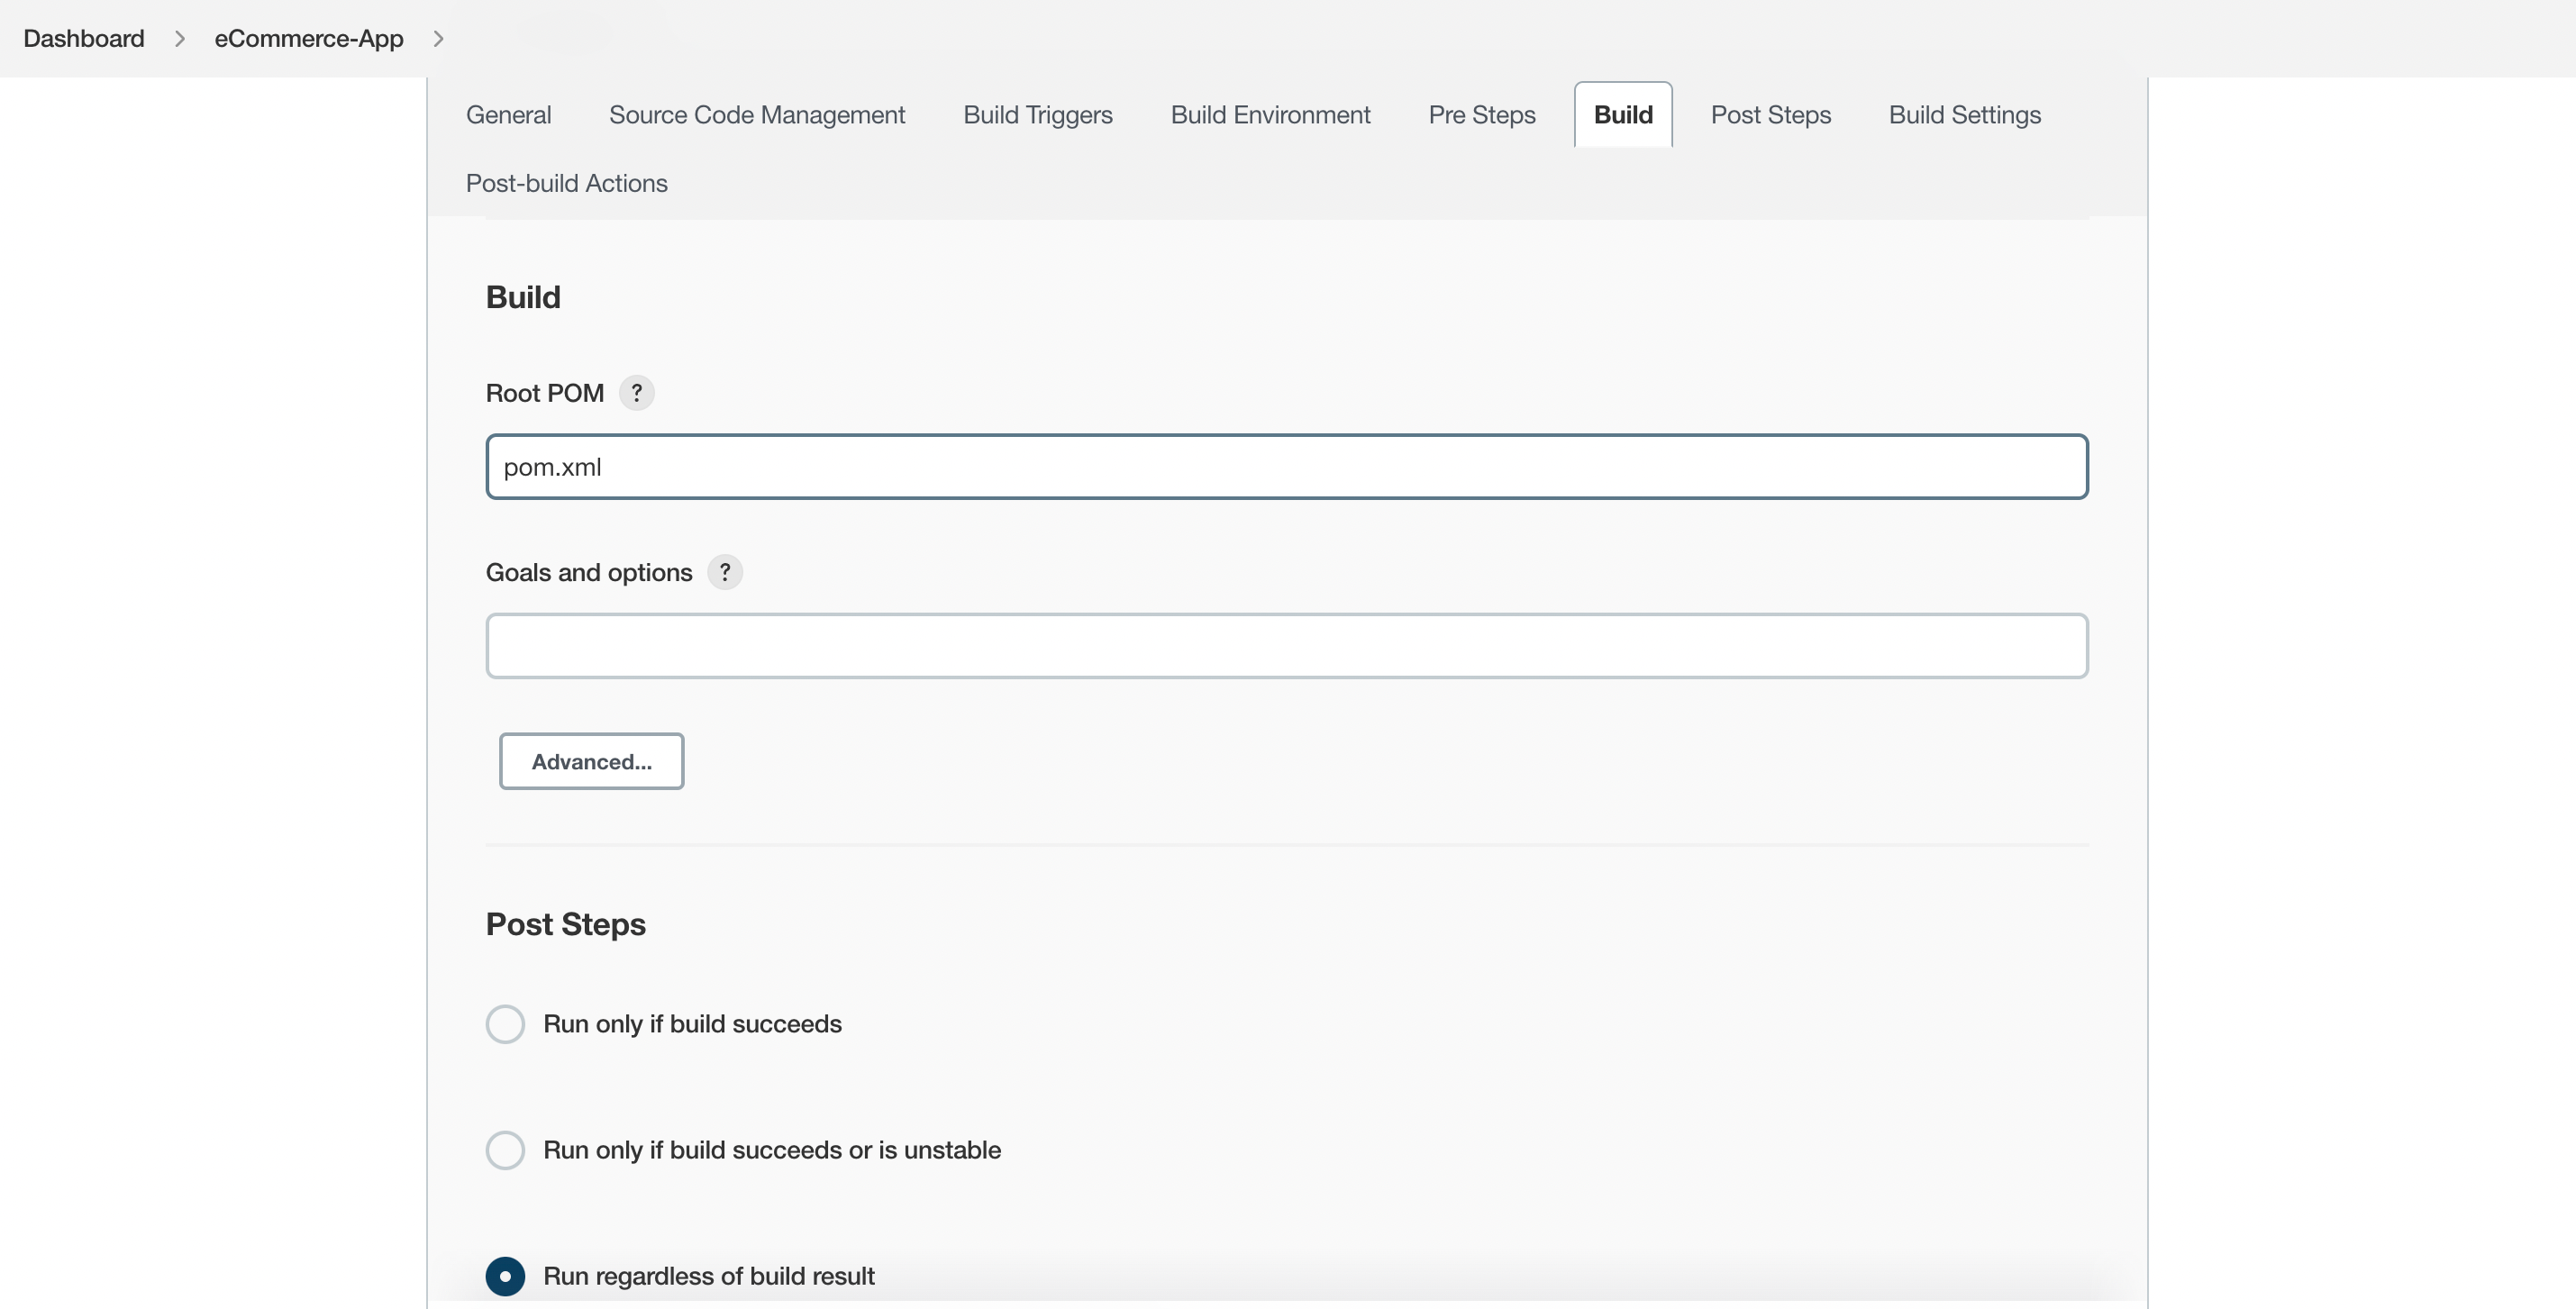 Dashboard > eCommerce-App >
General Source Code Management Build Triggers Build Environment Pre Steps Build Post Steps Build Settings
Post-build Actions
Build
Root POM ?
pom.xml
Goals and options ?
Advanced...
Post Steps
Run only if build succeeds
Run only if build succeeds or is unstable
Run regardless of build result